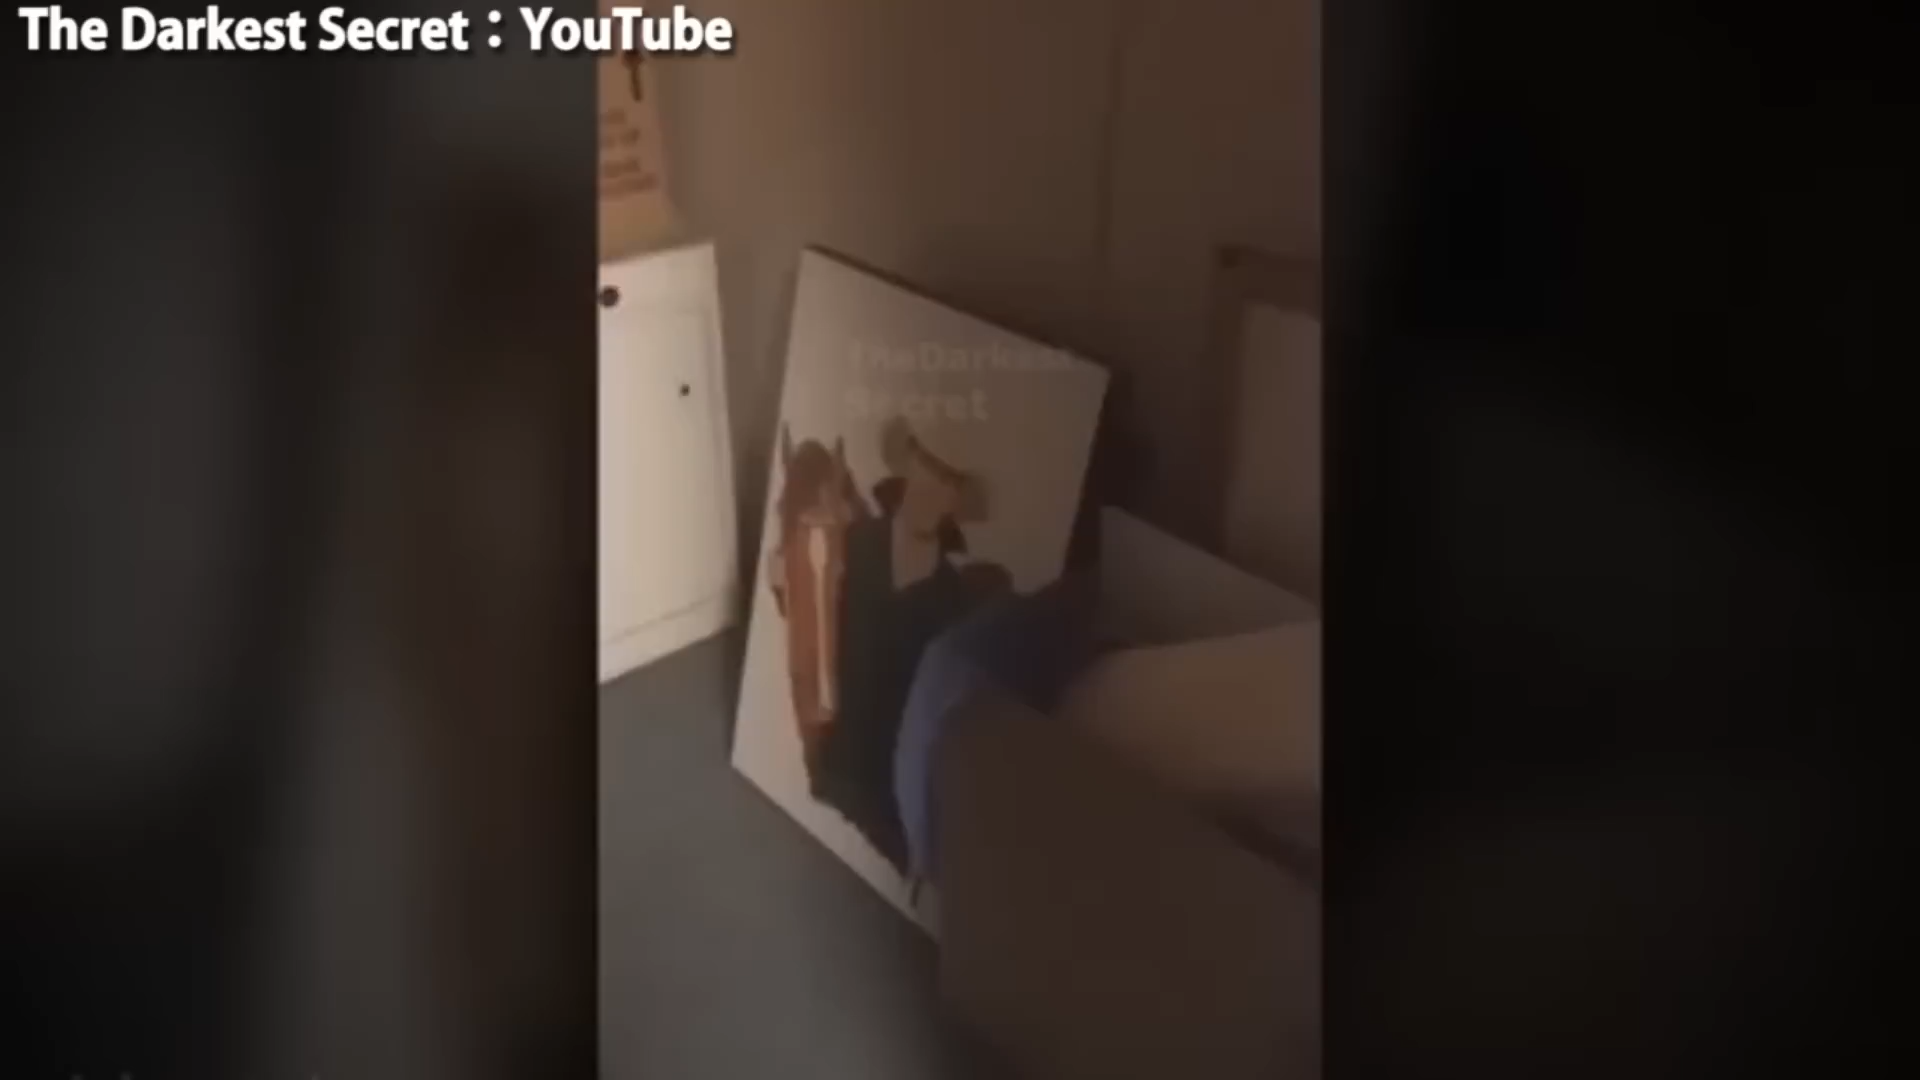 The Darkest Secret：YouTube
TheDarkest
Secret